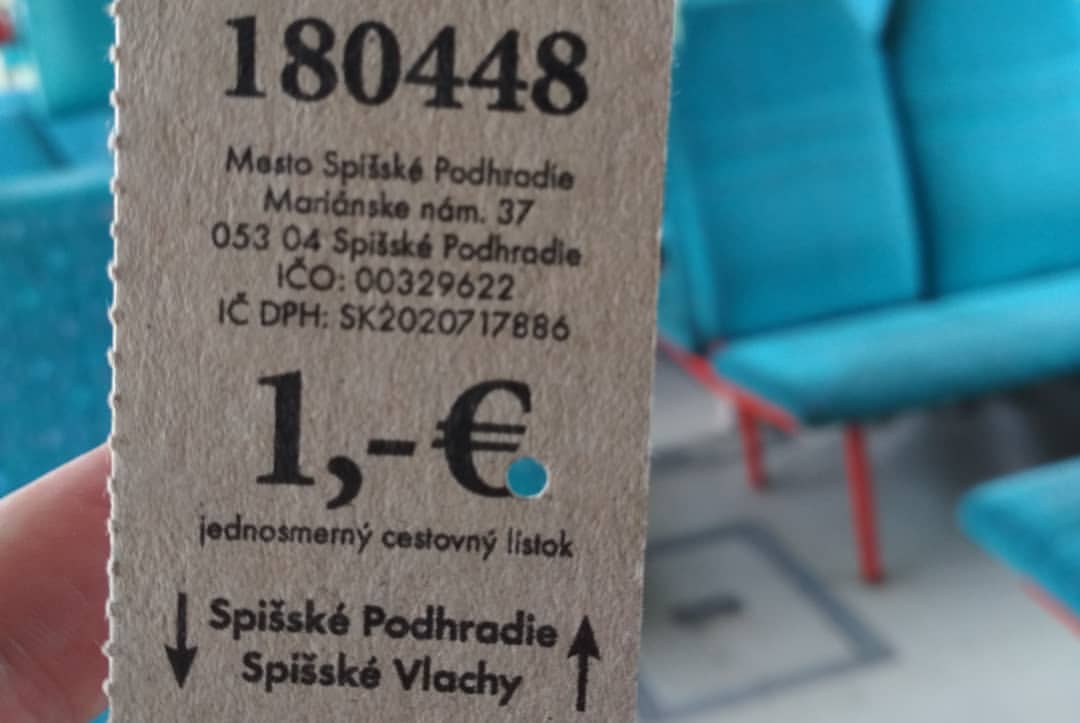 180448
Mesto Spišské Podhradie
Mariánske nám. 37
053 04 Spišské Podhradie
IČO: 00329622
IČ DPH: SK2020717886
1,-€
jednosmerný cestovný lístok
↓ Spišské Podhradie ↑
Spišské Vlachy